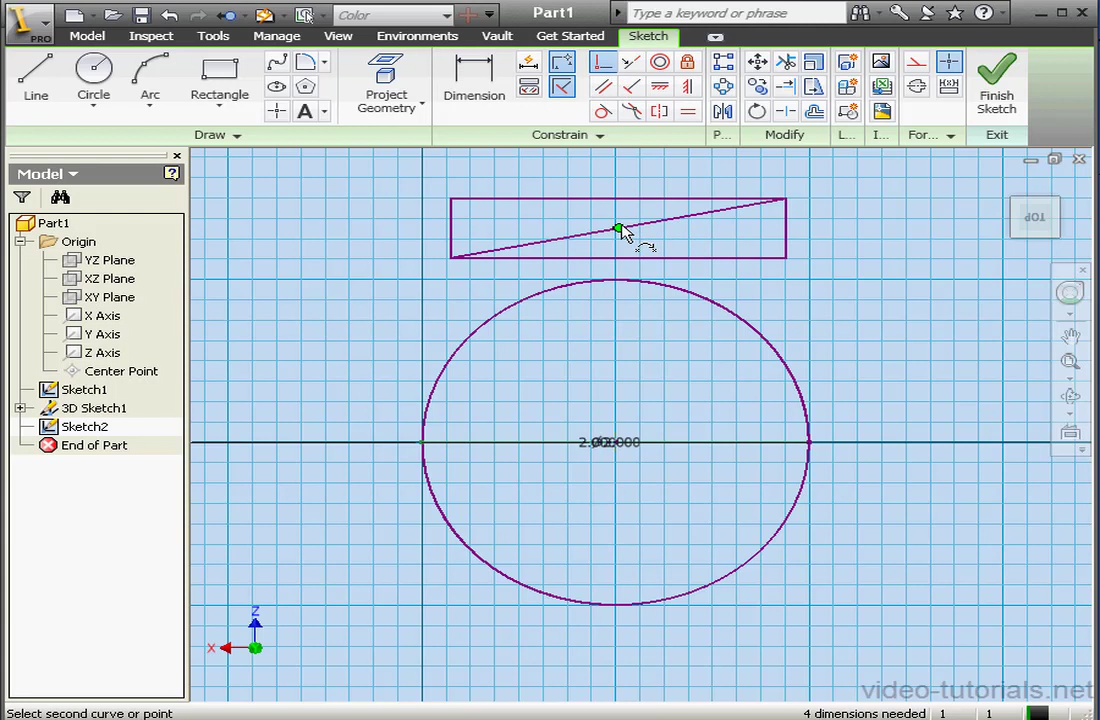 PRO
Color
Part1
Type a keyword or phrase
Model Inspect Tools Manage View Environments Vault Get Started Sketch
Line Circle Arc Rectangle
Project Geometry
Dimension
Finish Sketch
Draw Constrain P... Modify L... I... For... Exit
Model
Part1
Origin
YZ Plane
XZ Plane
XY Plane
X Axis
Y Axis
Z Axis
Center Point
Sketch1
3D Sketch1
Sketch2
End of Part
TOP
Z
X
video-tutorials.net
Select second curve or point
4 dimensions needed 1 1